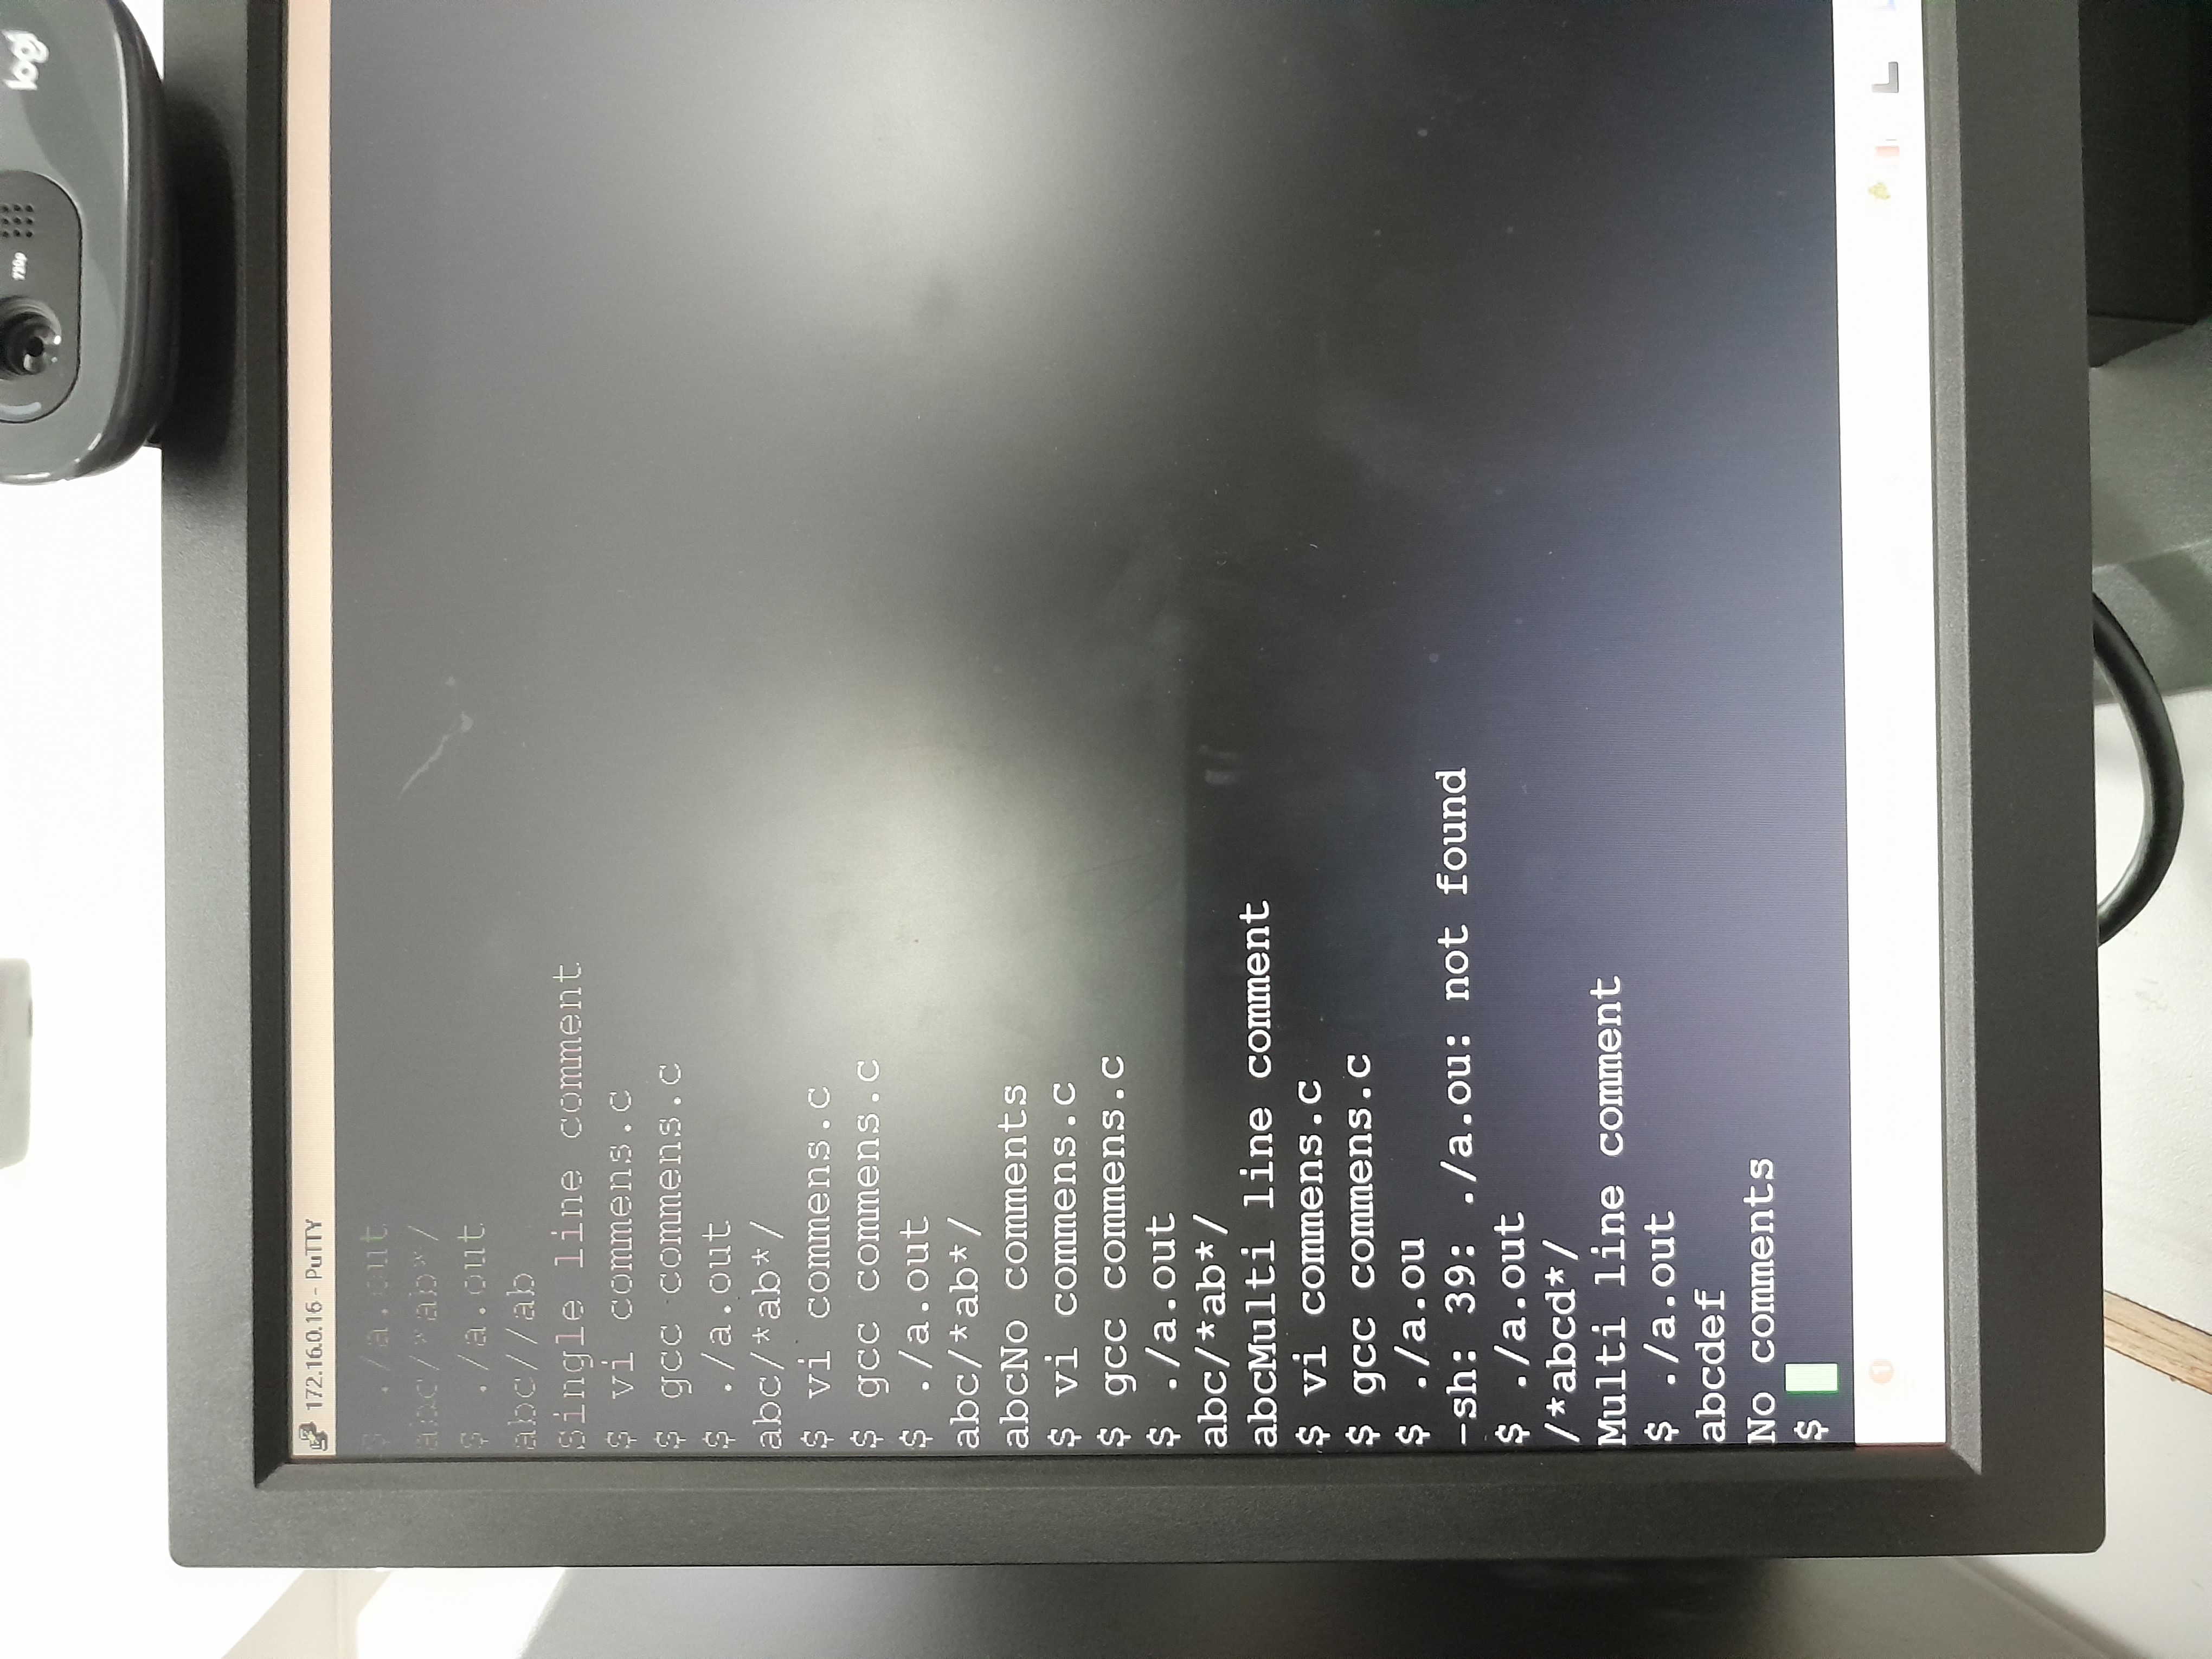 720p
logi
172.16.0.16 - PuTTY
$ ./a.out
abc/*ab*/
$ ./a.out
abc//ab
Single line comment
$ vi commens.c
$ gcc commens.c
$ ./a.out
abc/*ab*/
$ vi commens.c
$ gcc commens.c
$ ./a.out
abc/*ab*/
abcNo comments
$ vi commens.c
$ gcc commens.c
$ ./a.out
abc/*ab*/
abcMulti line comment
$ vi commens.c
$ gcc commens.c
$ ./a.ou
-sh: 39: ./a.ou: not found
$ ./a.out
/*abcd*/
Multi line comment
$ ./a.out
abcdef
No comments
$
1